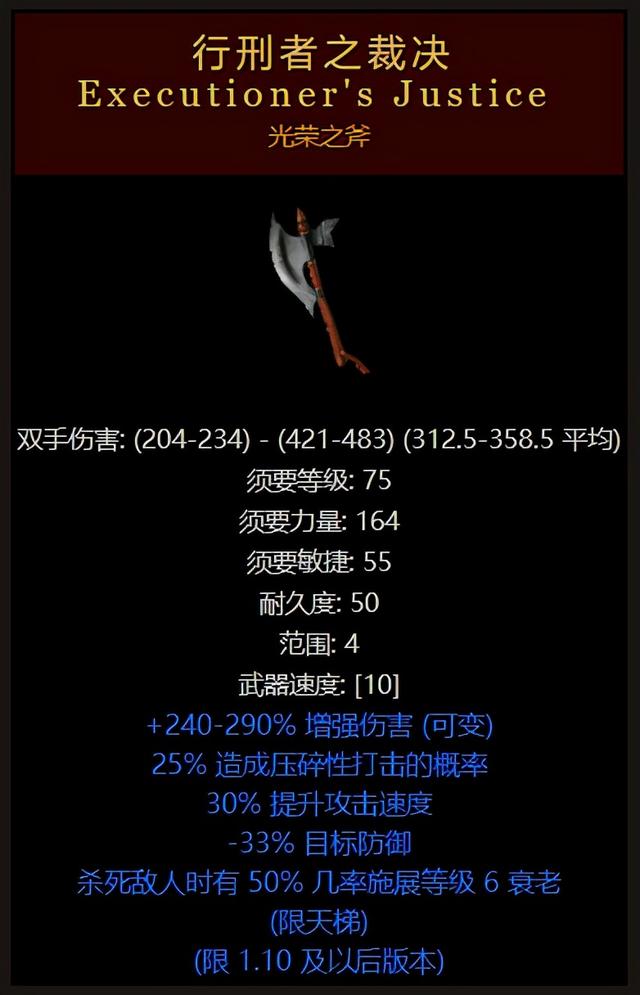 行刑者之裁决
Executioner's Justice
光荣之斧
双手伤害: (204-234) - (421-483) (312.5-358.5 平均)
须要等级: 75
须要力量: 164
须要敏捷: 55
耐久度: 50
范围: 4
武器速度: [10]
+240-290% 增强伤害 (可变)
25% 造成压碎性打击的概率
30% 提升攻击速度
-33% 目标防御
杀死敌人时有 50% 几率施展等级 6 衰老
(限天梯)
(限 1.10 及以后版本)